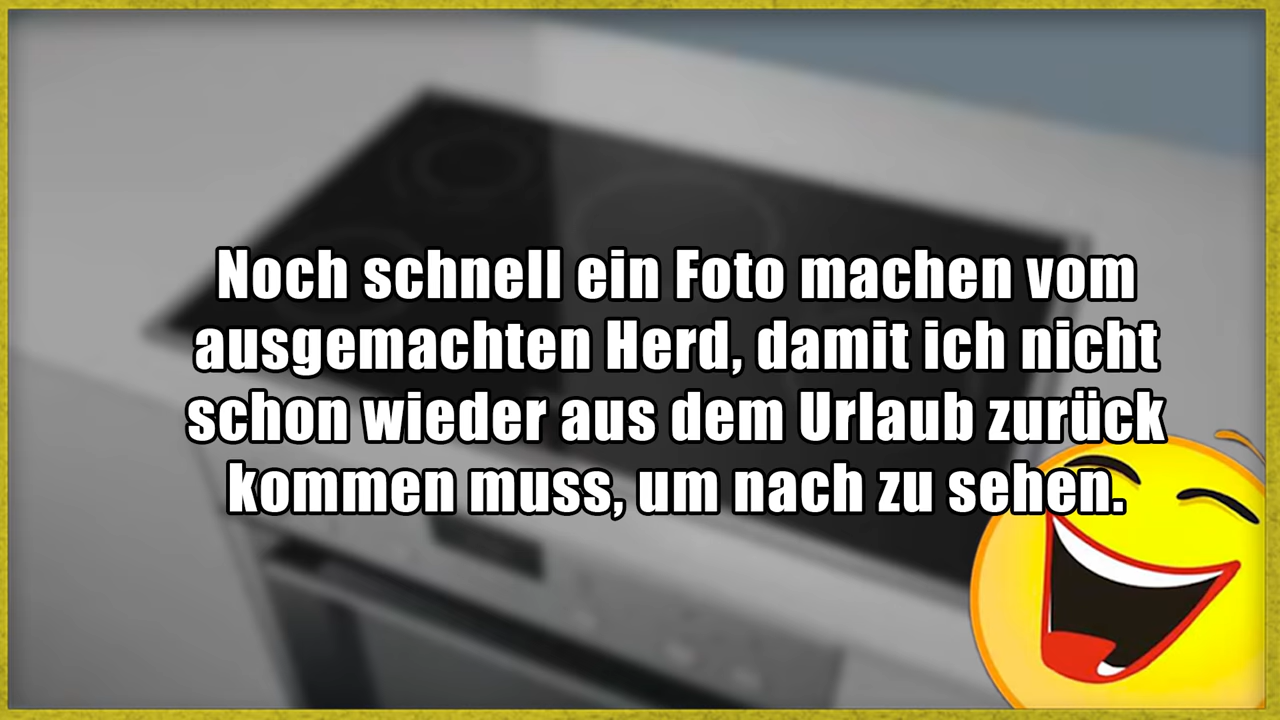 Noch schnell ein Foto machen vom
ausgemachten Herd, damit ich nicht
schon wieder aus dem Urlaub zurück
kommen muss, um nach zu sehen.